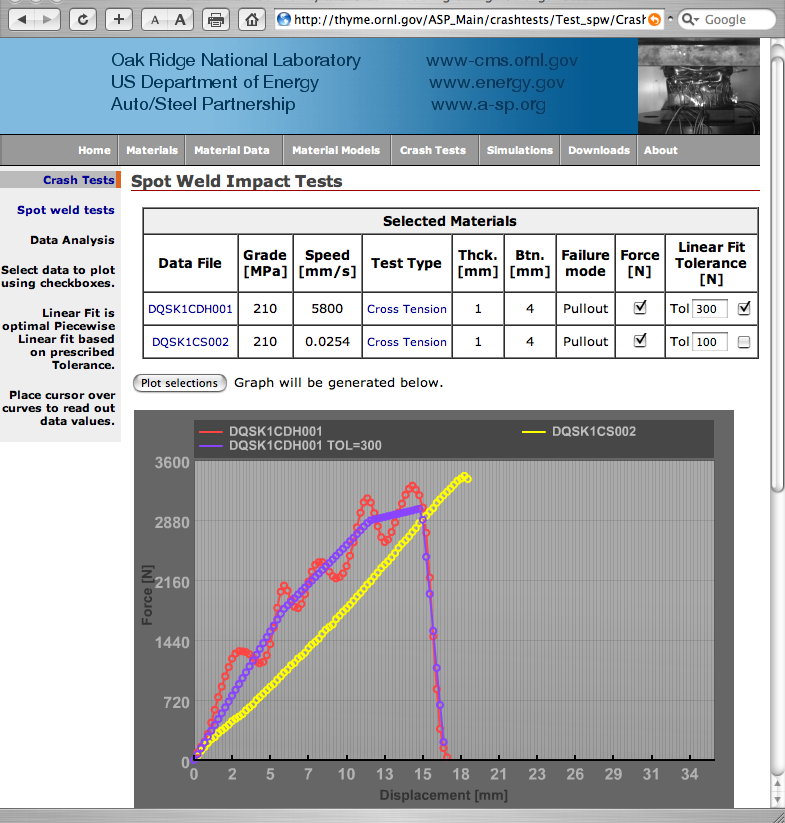 A A
http://thyme.ornl.gov/ASP_Main/crashtests/Test_spw/Crash
Google
Oak Ridge National Laboratory www-cms.ornl.gov
US Department of Energy www.energy.gov
Auto/Steel Partnership www.a-sp.org
Home Materials Material Data Material Models Crash Tests Simulations Downloads About
Crash Tests
Spot weld tests
Data Analysis
Select data to plot
using checkboxes.
Linear Fit is
optimal Piecewise
Linear fit based
on prescribed
Tolerance.
Place cursor over
curves to read out
data values.
Spot Weld Impact Tests
Selected Materials
Data File Grade [MPa] Speed [mm/s] Test Type Thck. [mm] Btn. [mm] Failure mode Force [N] Linear Fit Tolerance [N]
DQSK1CDH001 210 5800 Cross Tension 1 4 Pullout Tol 300
DQSK1CS002 210 0.0254 Cross Tension 1 4 Pullout Tol 100
Plot selections Graph will be generated below.
DQSK1CDH001 DQSK1CS002
DQSK1CDH001 TOL=300
3600
2880
2160
1440
720
0
Force [N]
0 2 5 7 10 13 15 18 21 23 26 29 31 34
Displacement [mm]